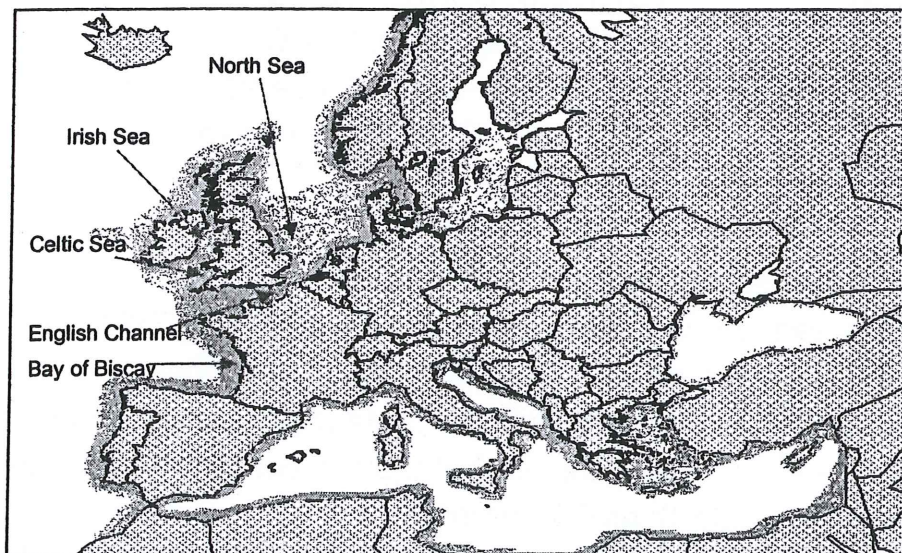 North Sea
Irish Sea
Celtic Sea
English Channel
Bay of Biscay